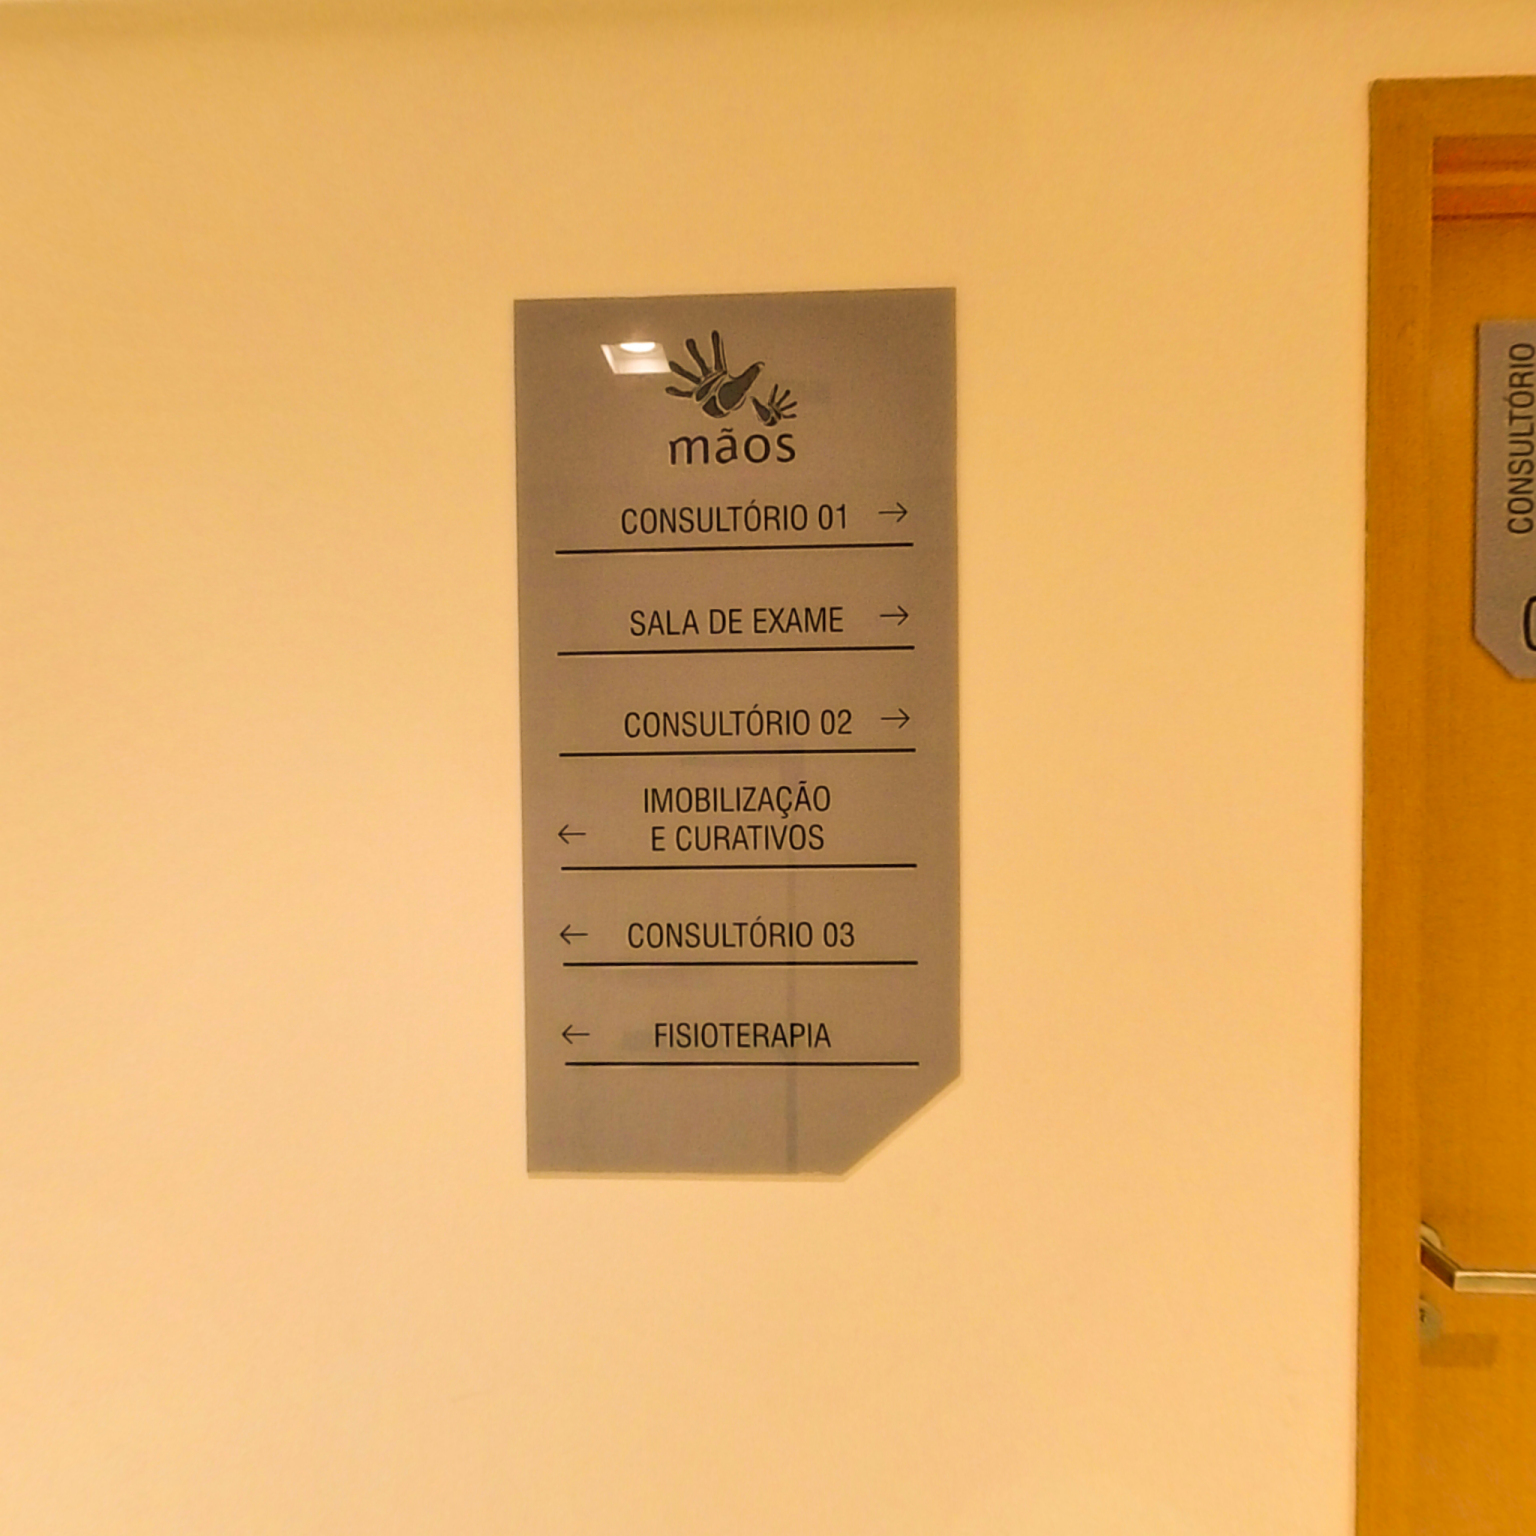 mãos
CONSULTÓRIO 01 →
SALA DE EXAME →
CONSULTÓRIO 02 →
IMOBILIZAÇÃO
← E CURATIVOS
← CONSULTÓRIO 03
← FISIOTERAPIA
CONSULTÓRIO